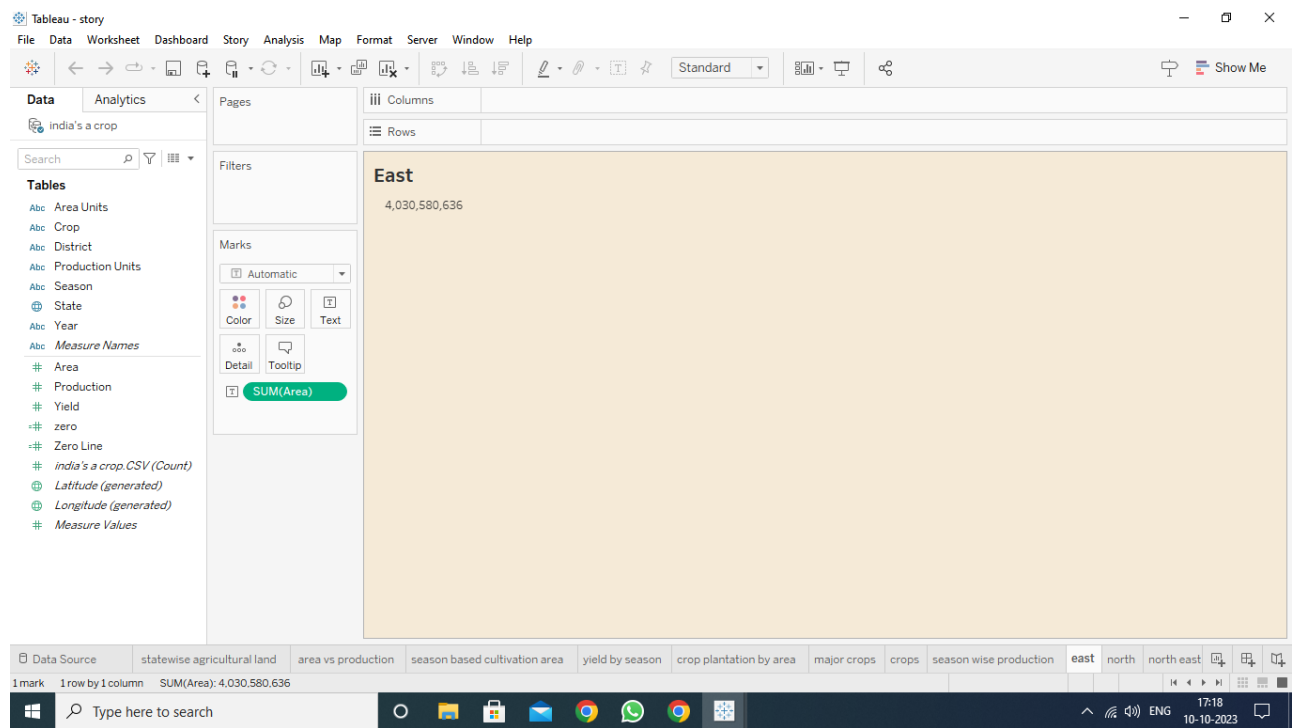 Tableau - story
File Data Worksheet Dashboard Story Analysis Map Format Server Window Help
Standard
Show Me
Data Analytics
india's a crop
Search
Tables
Abc Area Units
Abc Crop
Abc District
Abc Production Units
Abc Season
State
Abc Year
Abc Measure Names
# Area
# Production
# Yield
=# zero
=# Zero Line
# india's a crop.CSV (Count)
Latitude (generated)
Longitude (generated)
# Measure Values
Pages
Filters
Marks
T Automatic
Color Size Text
Detail Tooltip
T SUM(Area)
Columns
Rows
East
4,030,580,636
Data Source statewise agricultural land area vs production season based cultivation area yield by season crop plantation by area major crops crops season wise production east north north east
1 mark 1 row by 1 column SUM(Area): 4,030,580,636
Type here to search
ENG
17:18
10-10-2023